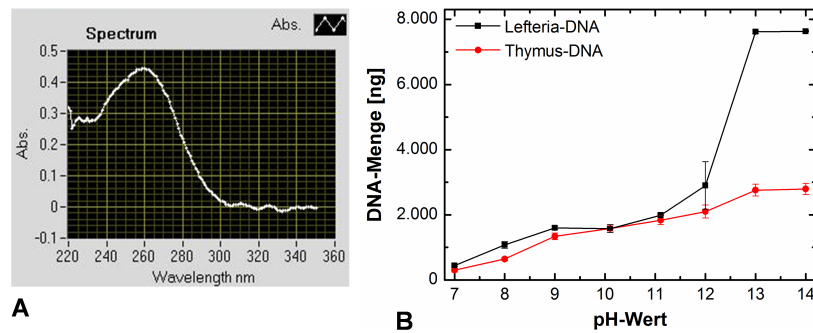 Spectrum
Abs.
0.5
0.4
0.3
0.2
0.1
0
-0.1
Abs.
220 240 260 280 300 320 340 360
Wavelength nm
A
Lefteria-DNA
Thymus-DNA
8.000
6.000
4.000
2.000
0
DNA-Menge [ng]
7 8 9 10 11 12 13 14
pH-Wert
B